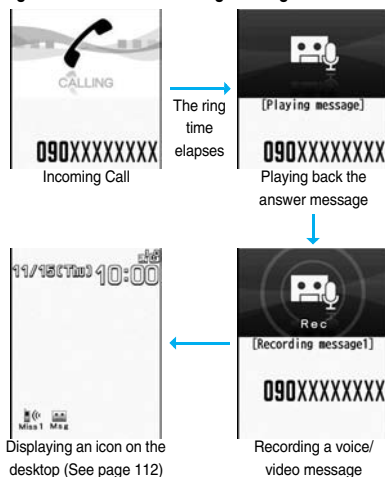 CALLING
090XXXXXXXX
Incoming Call
The ring
time
elapses
[Playing message]
090XXXXXXXX
Playing back the
answer message
Rec
[Recording message1]
090XXXXXXXX
Recording a voice/
video message
11/15(Thu) 10:00
Miss1 Msg
Displaying an icon on the
desktop (See page 112)